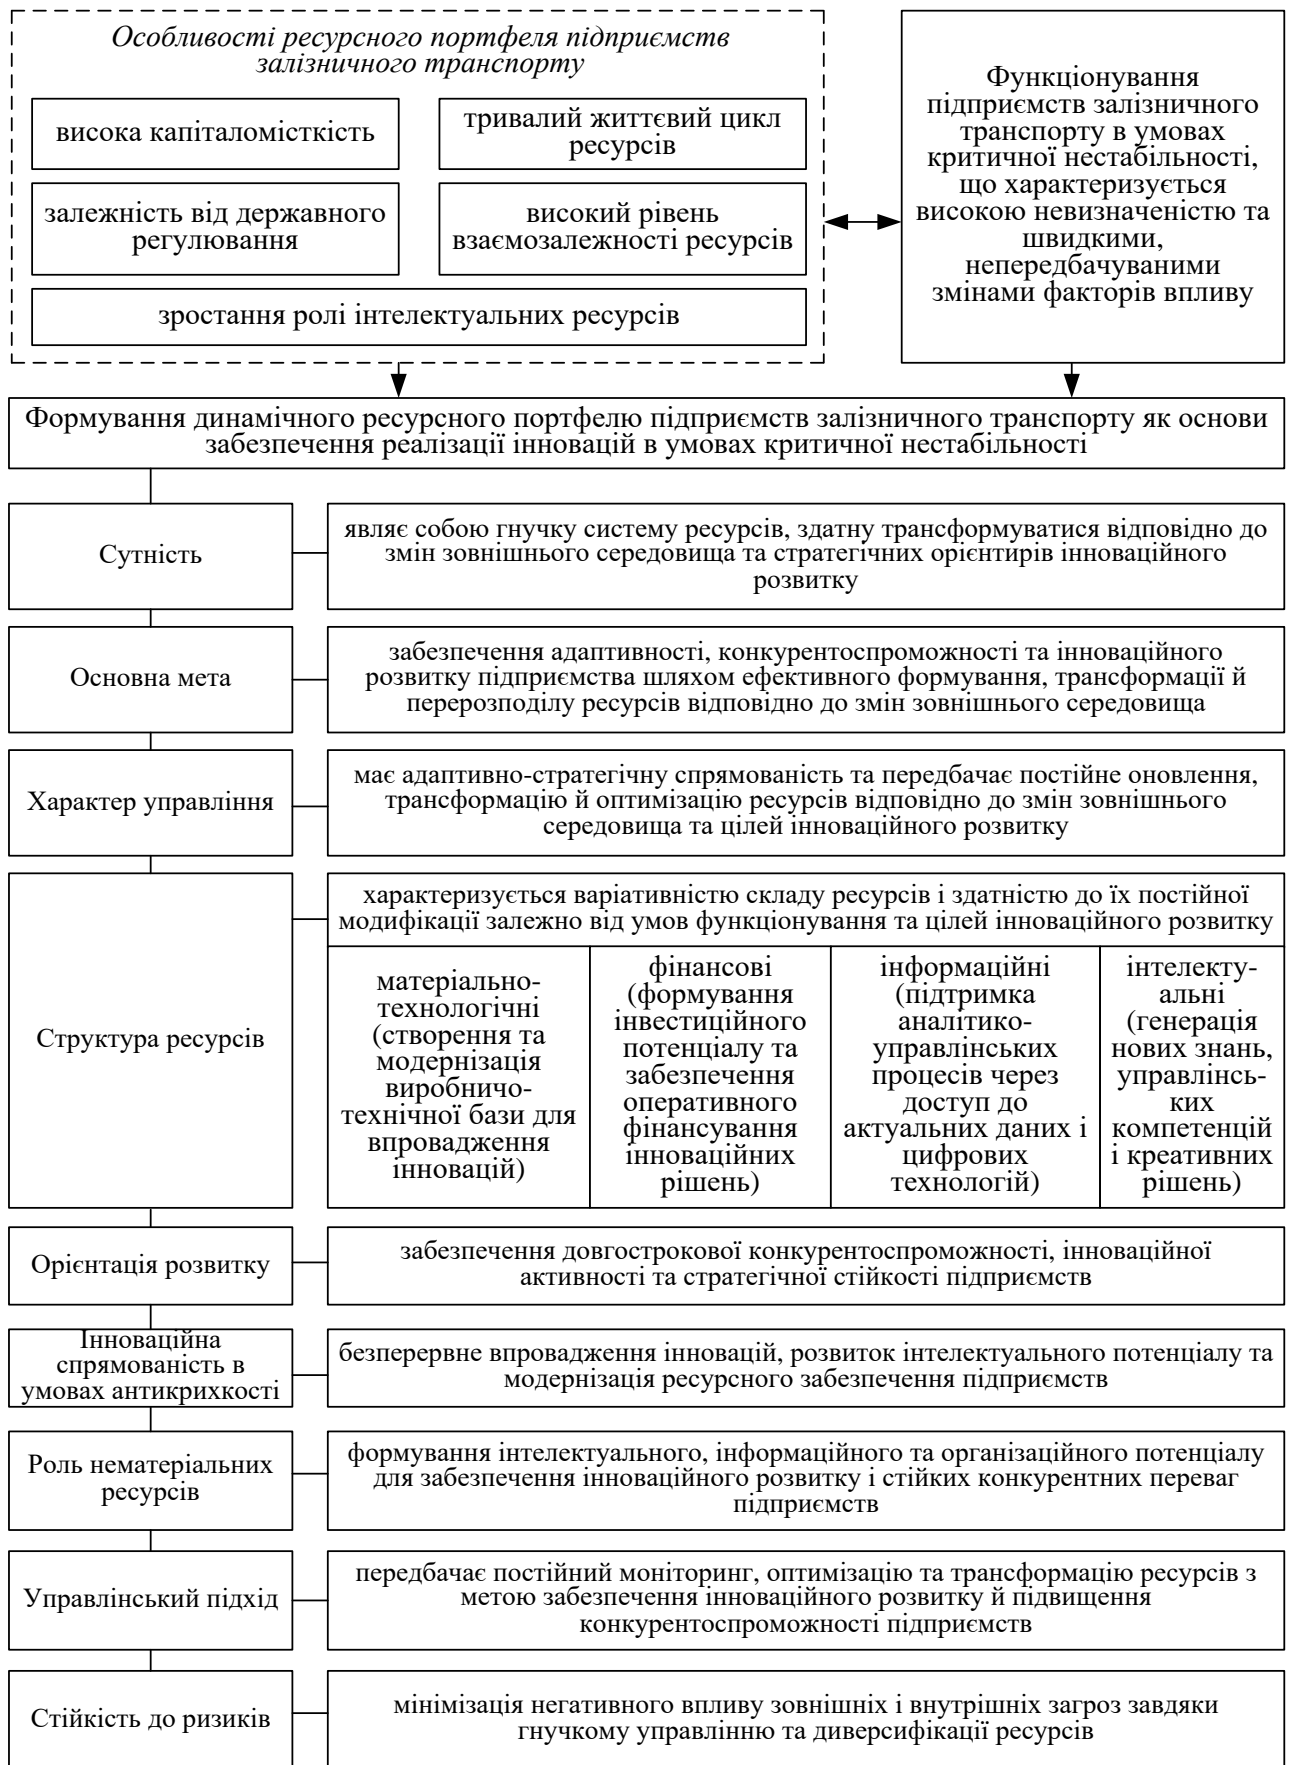 Особливості ресурсного портфеля підприємств
залізничного транспорту
висока капіталомісткість
тривалий життєвий цикл
ресурсів
залежність від державного
регулювання
високий рівень
взаємозалежності ресурсів
зростання ролі інтелектуальних ресурсів
Функціонування
підприємств залізничного
транспорту в умовах
критичної нестабільності,
що характеризується
високою невизначеністю та
швидкими,
непередбачуваними
змінами факторів впливу
Формування динамічного ресурсного портфелю підприємств залізничного транспорту як основи
забезпечення реалізації інновацій в умовах критичної нестабільності
Сутність
являє собою гнучку систему ресурсів, здатну трансформуватися відповідно до
змін зовнішнього середовища та стратегічних орієнтирів інноваційного
розвитку
Основна мета
забезпечення адаптивності, конкурентоспроможності та інноваційного
розвитку підприємства шляхом ефективного формування, трансформації й
перерозподілу ресурсів відповідно до змін зовнішнього середовища
Характер управління
має адаптивно-стратегічну спрямованість та передбачає постійне оновлення,
трансформацію й оптимізацію ресурсів відповідно до змін зовнішнього
середовища та цілей інноваційного розвитку
Структура ресурсів
характеризується варіативністю складу ресурсів і здатністю до їх постійної
модифікації залежно від умов функціонування та цілей інноваційного розвитку
матеріально-
технологічні
(створення та
модернізація
виробничо-
технічної бази для
впровадження
інновацій)
фінансові
(формування
інвестиційного
потенціалу та
забезпечення
оперативного
фінансування
інноваційних
рішень)
інформаційні
(підтримка
аналітико-
управлінських
процесів через
доступ до
актуальних даних і
цифрових
технологій)
інтелекту-
альні
(генерація
нових знань,
управлінсь-
ких
компетенцій
і креативних
рішень)
Орієнтація розвитку
забезпечення довгострокової конкурентоспроможності, інноваційної
активності та стратегічної стійкості підприємств
Інноваційна
спрямованість в
умовах антикрихкості
безперервне впровадження інновацій, розвиток інтелектуального потенціалу та
модернізація ресурсного забезпечення підприємств
Роль нематеріальних
ресурсів
формування інтелектуального, інформаційного та організаційного потенціалу
для забезпечення інноваційного розвитку і стійких конкурентних переваг
підприємств
Управлінський підхід
передбачає постійний моніторинг, оптимізацію та трансформацію ресурсів з
метою забезпечення інноваційного розвитку й підвищення
конкурентоспроможності підприємств
Стійкість до ризиків
мінімізація негативного впливу зовнішніх і внутрішніх загроз завдяки
гнучкому управлінню та диверсифікації ресурсів